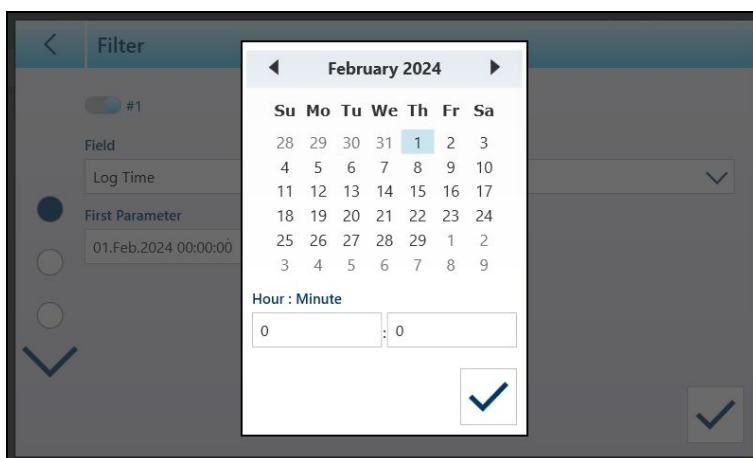 Filter
#1
Field
Log Time
First Parameter
01.Feb.2024 00:00:00
February 2024
Su Mo Tu We Th Fr Sa
28 29 30 31 1 2 3
4 5 6 7 8 9 10
11 12 13 14 15 16 17
18 19 20 21 22 23 24
25 26 27 28 29 1 2
3 4 5 6 7 8 9
Hour : Minute
0 : 0